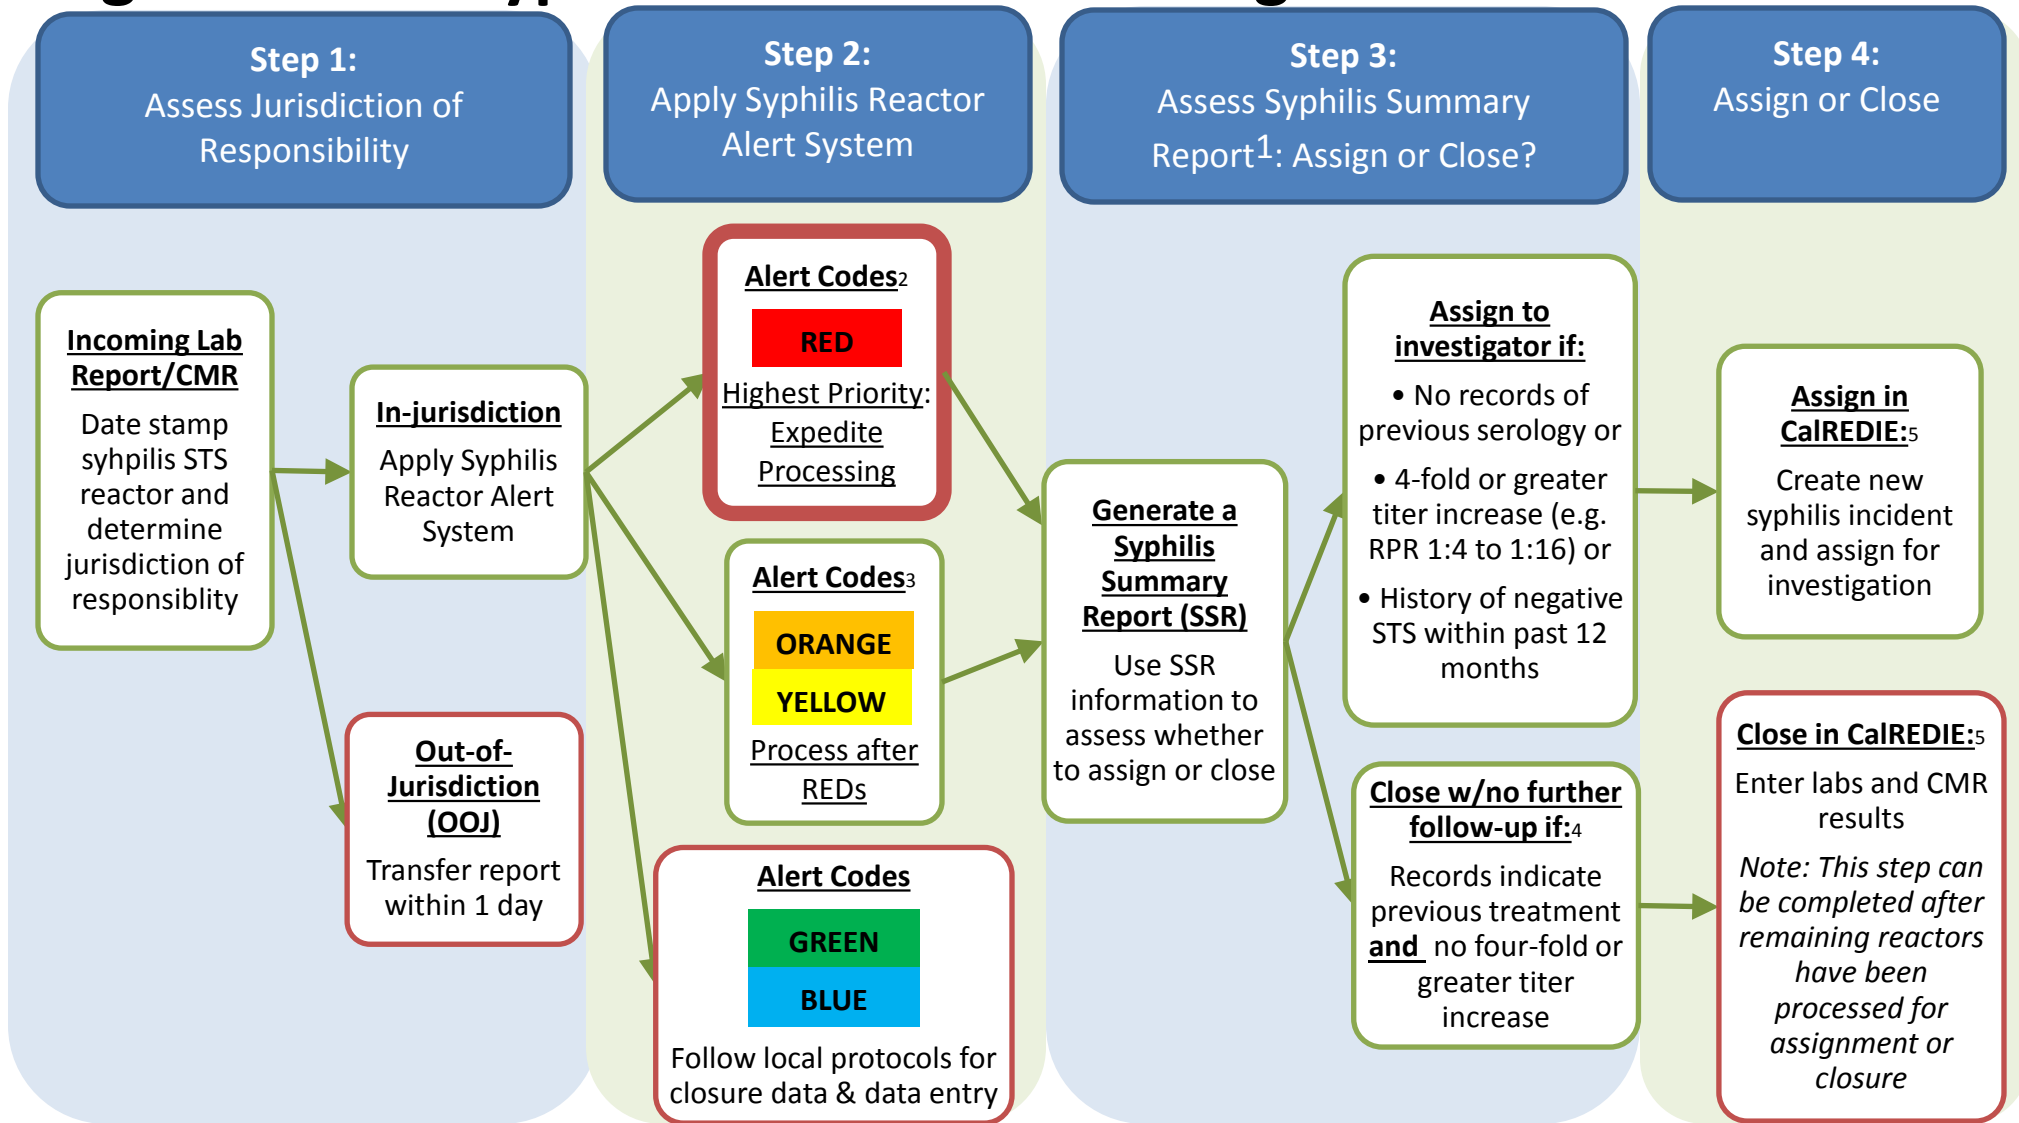 Step 1:
Assess Jurisdiction of
Responsibility
Step 2:
Apply Syphilis Reactor
Alert System
Step 3:
Assess Syphilis Summary
Report1: Assign or Close?
Step 4:
Assign or Close
Incoming Lab
Report/CMR
Date stamp
syhpilis STS
reactor and
determine
jurisdiction of
responsiblity
In-jurisdiction
Apply Syphilis
Reactor Alert
System
Out-of-
Jurisdiction
(OOJ)
Transfer report
within 1 day
Alert Codes2
RED
Highest Priority:
Expedite
Processing
Alert Codes3
ORANGE
YELLOW
Process after
REDs
Alert Codes
GREEN
BLUE
Follow local protocols for
closure data & data entry
Generate a
Syphilis
Summary
Report (SSR)
Use SSR
information to
assess whether
to assign or close
Assign to
investigator if:
• No records of
previous serology or
• 4-fold or greater
titer increase (e.g.
RPR 1:4 to 1:16) or
• History of negative
STS within past 12
months
Close w/no further
follow-up if:4
Records indicate
previous treatment
and no four-fold or
greater titer
increase
Assign in
CalREDIE:5
Create new
syphilis incident
and assign for
investigation
Close in CalREDIE:5
Enter labs and CMR
results
Note: This step can
be completed after
remaining reactors
have been
processed for
assignment or
closure